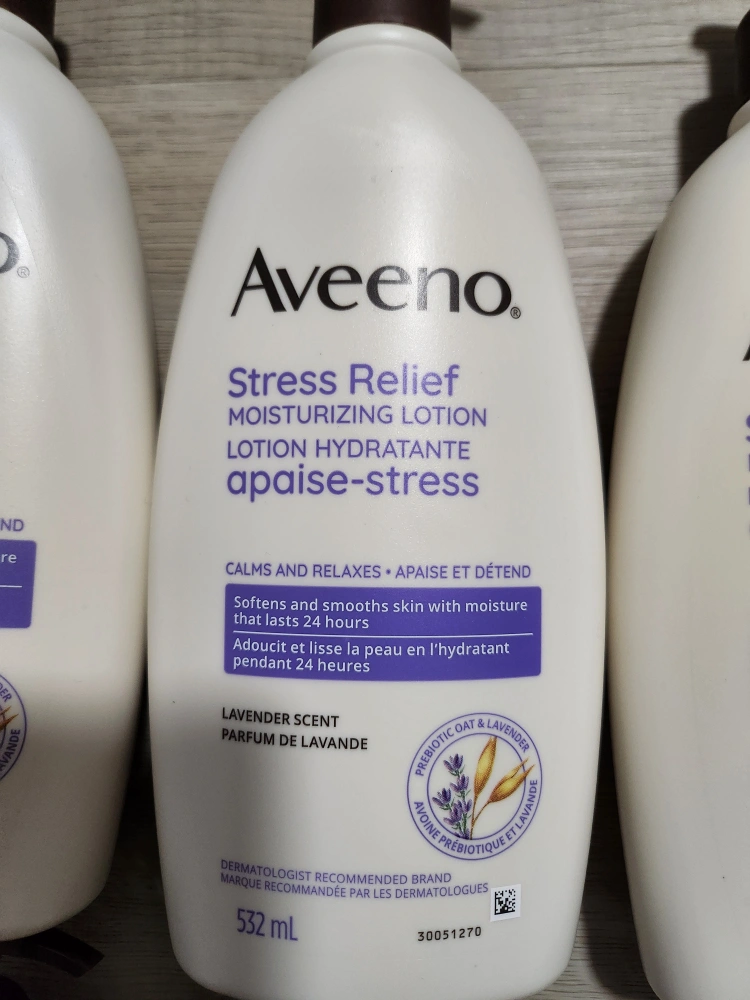 Aveeno®
Stress Relief
MOISTURIZING LOTION
LOTION HYDRATANTE
apaise-stress
CALMS AND RELAXES • APAISE ET DÉTEND
Softens and smooths skin with moisture
that lasts 24 hours
Adoucit et lisse la peau en l'hydratant
pendant 24 heures
LAVENDER SCENT
PARFUM DE LAVANDE
PREBIOTIC OAT & LAVENDER
AVOINE PRÉBIOTIQUE ET LAVANDE
DERMATOLOGIST RECOMMENDED BRAND
MARQUE RECOMMANDÉE PAR LES DERMATOLOGUES
532 mL
30051270